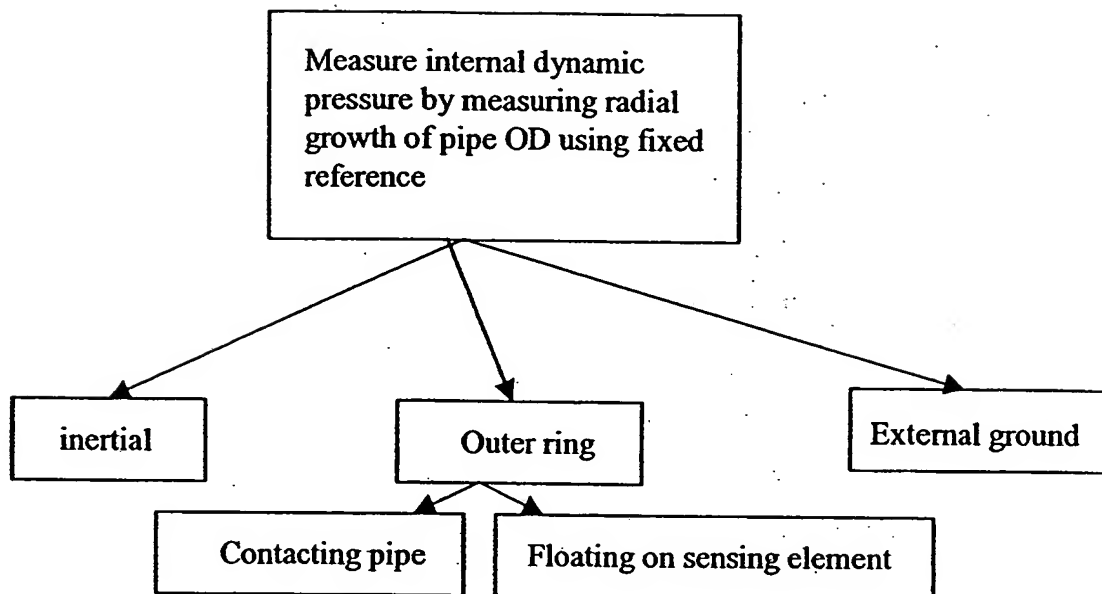 Measure internal dynamic
pressure by measuring radial
growth of pipe OD using fixed
reference
inertial
Outer ring
External ground
Contacting pipe
Floating on sensing element